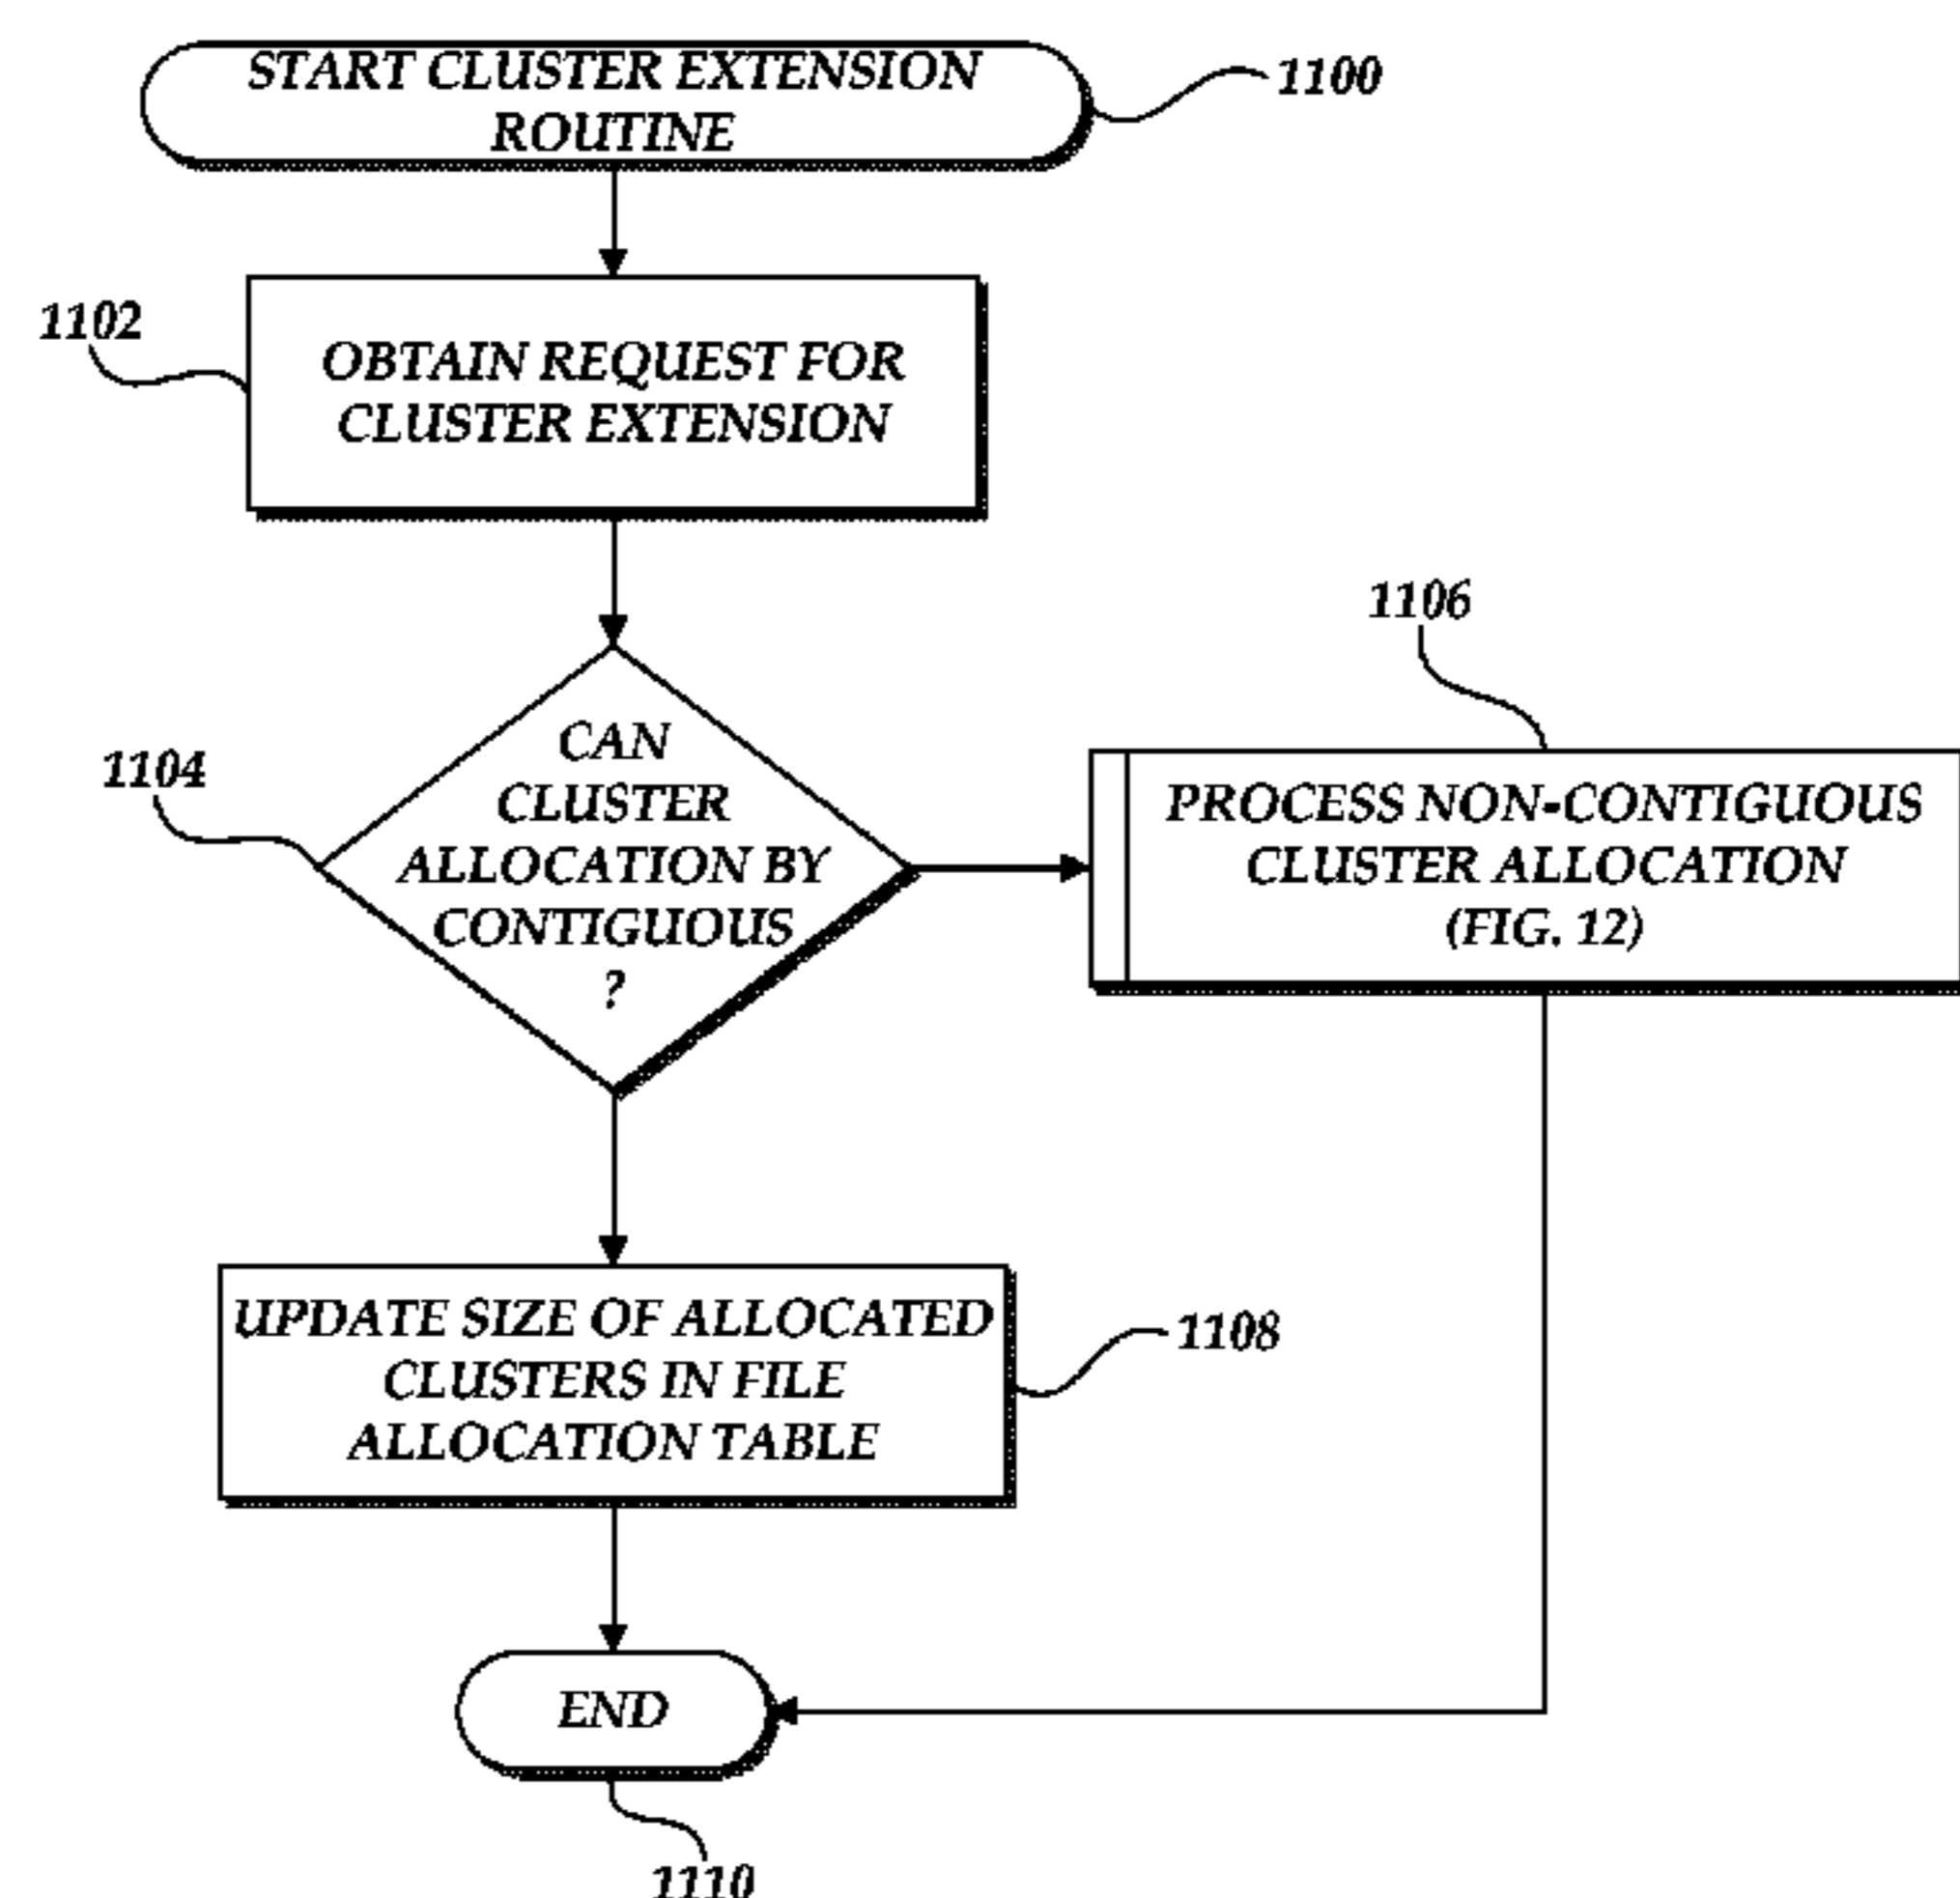 START CLUSTER EXTENSION
ROUTINE
1100
1102
OBTAIN REQUEST FOR
CLUSTER EXTENSION
1104
CAN
CLUSTER
ALLOCATION BY
CONTIGUOUS
?
1106
PROCESS NON-CONTIGUOUS
CLUSTER ALLOCATION
(FIG. 12)
UPDATE SIZE OF ALLOCATED
CLUSTERS IN FILE
ALLOCATION TABLE
1108
END
1110